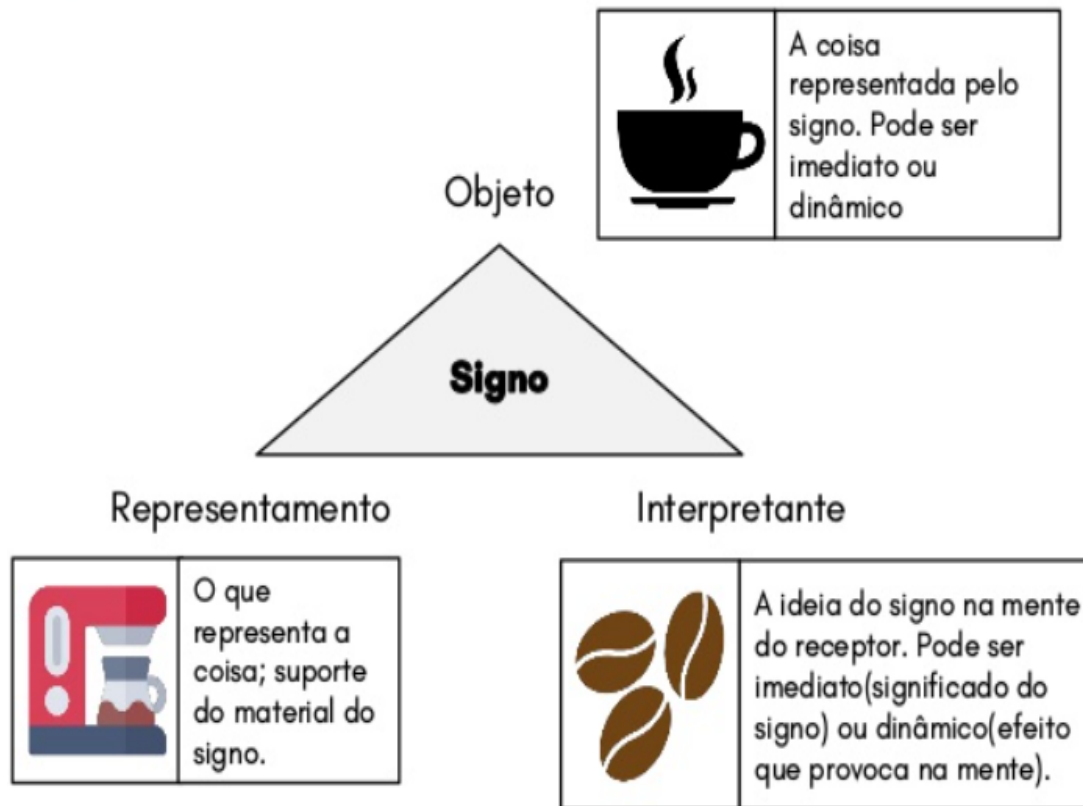 A coisa
representada pelo
signo. Pode ser
imediato ou
dinâmico
Objeto
Signo
Representamento
Interpretante
O que
representa a
coisa; suporte
do material do
signo.
A ideia do signo na mente
do receptor. Pode ser
imediato(significado do
signo) ou dinâmico(efeito
que provoca na mente).